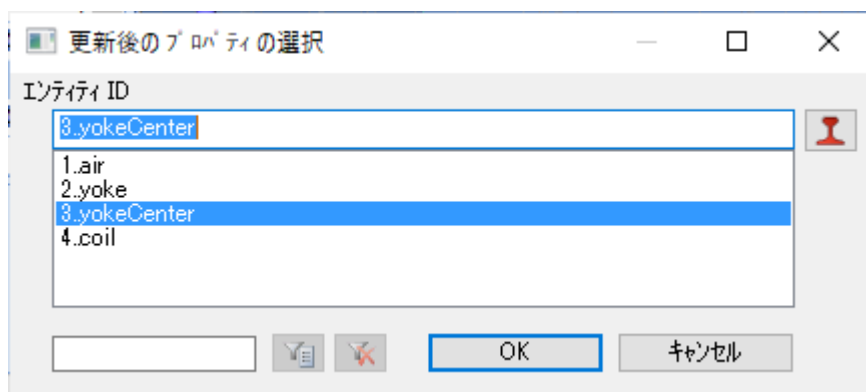 更新後のプロパティの選択
エンティティ ID
3..yokeCenter
1..air
2..yoke
3..yokeCenter
4..coil
OK
キャンセル